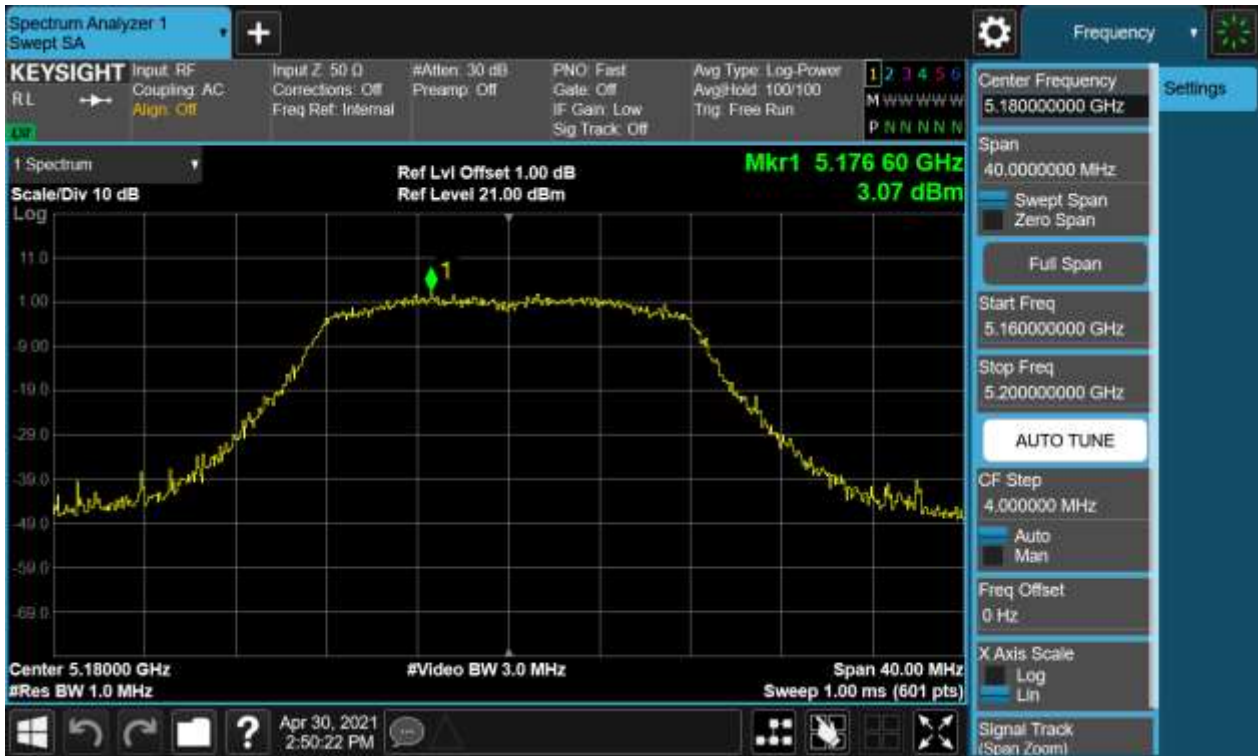 Spectrum Analyzer 1
Swept SA
+
Frequency
KEYSIGHT
RL
Input: RF
Coupling: AC
Align: Off
Input Z: 50 Ω
Corrections: Off
Freq Ref: Internal
#Atten: 30 dB
Preamp: Off
PNO: Fast
Gate: Off
IF Gain: Low
Sig Track: Off
Avg Type: Log-Power
Avg|Hold: 100/100
Trig: Free Run
1 2 3 4 5 6
M W W W W W
P N N N N N
Center Frequency
5.180000000 GHz
Settings
Span
40.0000000 MHz
Swept Span
Zero Span
Full Span
Start Freq
5.160000000 GHz
Stop Freq
5.200000000 GHz
AUTO TUNE
CF Step
4.000000 MHz
Auto
Man
Freq Offset
0 Hz
X Axis Scale
Log
Lin
Signal Track
(Span Zoom)
1 Spectrum
Scale/Div 10 dB
Log
Ref Lvl Offset 1.00 dB
Ref Level 21.00 dBm
Mkr1 5.176 60 GHz
3.07 dBm
1
11.0
1.00
-9.00
-19.0
-29.0
-39.0
-49.0
-59.0
-69.0
Center 5.18000 GHz
#Res BW 1.0 MHz
#Video BW 3.0 MHz
Span 40.00 MHz
Sweep 1.00 ms (601 pts)
?
Apr 30, 2021
2:50:22 PM